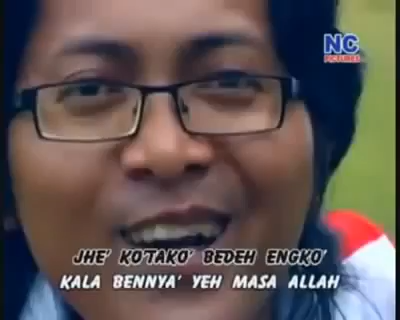 NC
PICTURES
JHE' KO'TAKO' BEDEH ENGKO'
KALA BENNYA' YEH MASA ALLAH